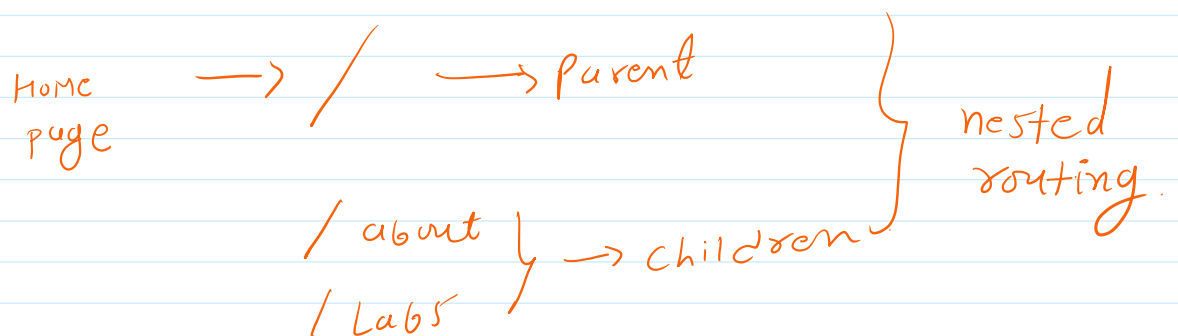 Home page → / → Parent
/ about } → children
/ Labs
} nested routing.